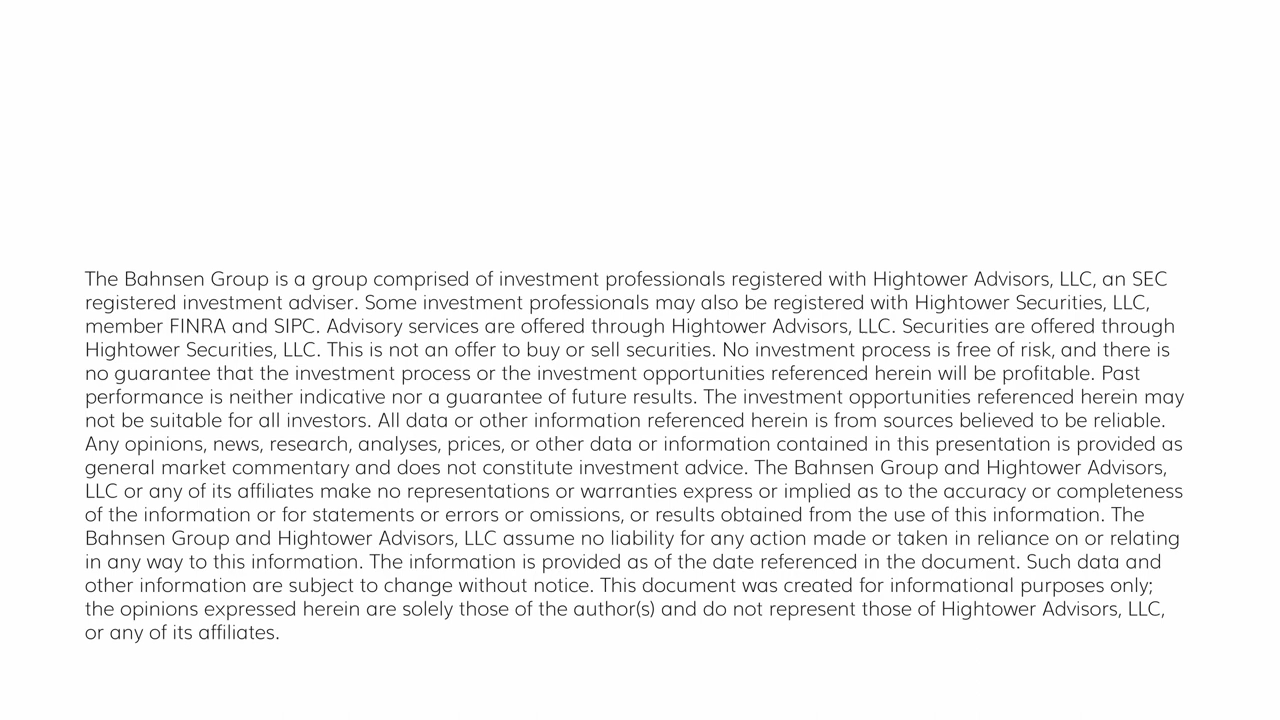 The Bahnsen Group is a group comprised of investment professionals registered with Hightower Advisors, LLC, an SEC
registered investment adviser. Some investment professionals may also be registered with Hightower Securities, LLC,
member FINRA and SIPC. Advisory services are offered through Hightower Advisors, LLC. Securities are offered through
Hightower Securities, LLC. This is not an offer to buy or sell securities. No investment process is free of risk, and there is
no guarantee that the investment process or the investment opportunities referenced herein will be profitable. Past
performance is neither indicative nor a guarantee of future results. The investment opportunities referenced herein may
not be suitable for all investors. All data or other information referenced herein is from sources believed to be reliable.
Any opinions, news, research, analyses, prices, or other data or information contained in this presentation is provided as
general market commentary and does not constitute investment advice. The Bahnsen Group and Hightower Advisors,
LLC or any of its affiliates make no representations or warranties express or implied as to the accuracy or completeness
of the information or for statements or errors or omissions, or results obtained from the use of this information. The
Bahnsen Group and Hightower Advisors, LLC assume no liability for any action made or taken in reliance on or relating
in any way to this information. The information is provided as of the date referenced in the document. Such data and
other information are subject to change without notice. This document was created for informational purposes only;
the opinions expressed herein are solely those of the author(s) and do not represent those of Hightower Advisors, LLC,
or any of its affiliates.